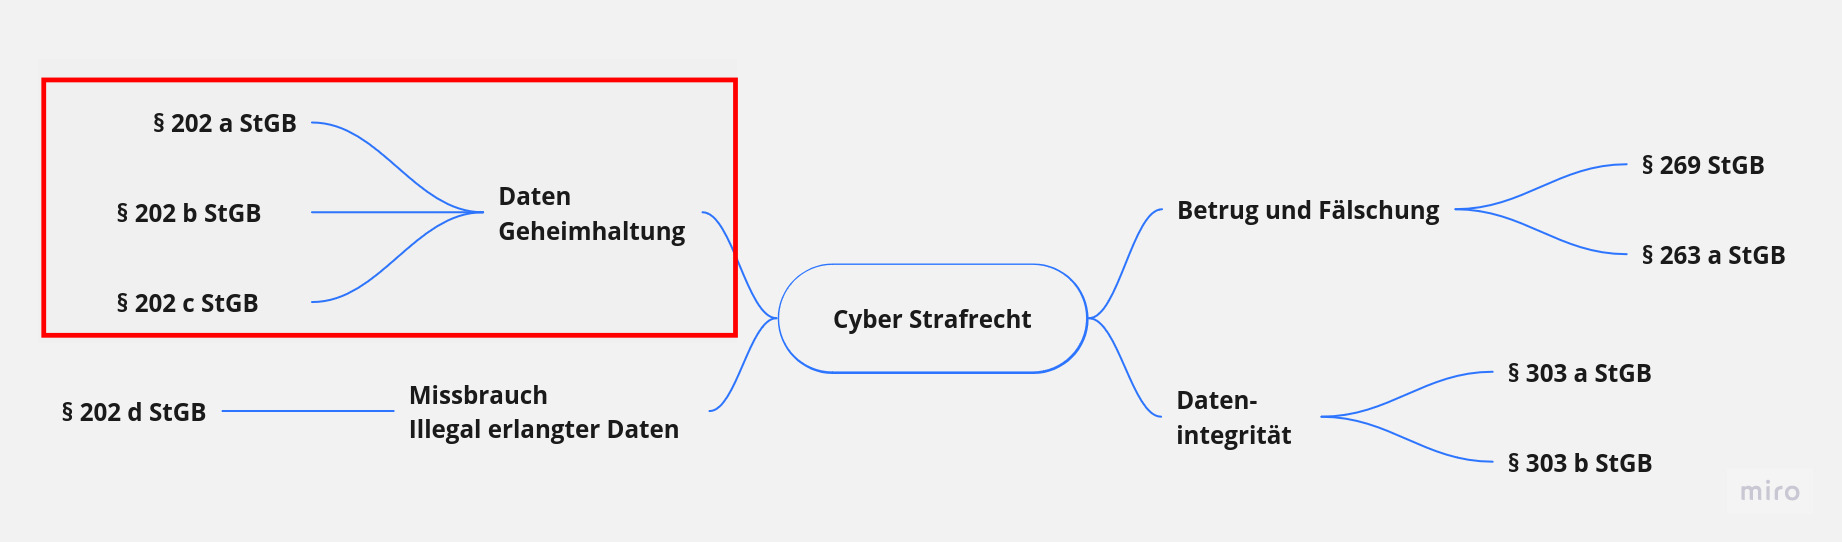 § 202 a StGB
§ 202 b StGB
§ 202 c StGB
Daten
Geheimhaltung
§ 202 d StGB
Missbrauch
Illegal erlangter Daten
Cyber Strafrecht
Betrug und Fälschung
§ 269 StGB
§ 263 a StGB
Daten-
integrität
§ 303 a StGB
§ 303 b StGB
miro